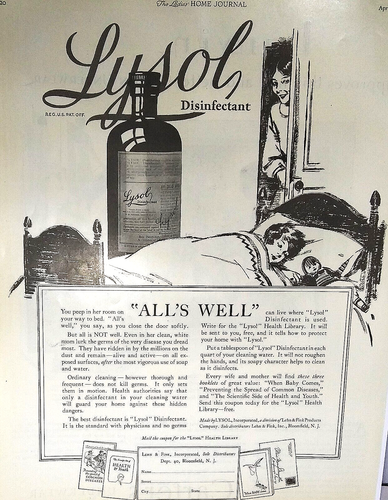 The Ladies' HOME JOURNAL
Lysol
Disinfectant
REG. U.S. PAT. OFF.
Lysol
"ALL'S WELL"
You peep in her room on
your way to bed. "All's
well," you say, as you close the door softly.
But all is NOT well. Even in her clean, white
room lurk the germs of the very disease you dread
most. They have ridden in by the millions on the
dust and remain—alive and active—on all ex-
posed surfaces, after the most vigorous use of soap
and water.
Ordinary cleaning—however thorough and
frequent—does not kill germs. It only sets
them in motion. Health authorities say that
only a disinfectant in your cleaning water
will guard your home against these hidden
dangers.
The best disinfectant is "Lysol" Disinfectant.
It is the standard with physicians and no germs
can live where "Lysol"
Disinfectant is used.
Write for the "Lysol" Health Library. It will
be sent to you, free, and it tells how to protect
your home with "Lysol."
Put a tablespoon of "Lysol" Disinfectant in each
quart of your cleaning water. It will not roughen
the hands, and its soapy character helps to clean
as it disinfects.
Every wife and mother will find these three
booklets of great value: "When Baby Comes,"
"Preventing the Spread of Common Diseases,"
and "The Scientific Side of Health and Youth."
Send this coupon today for the "Lysol" Health
Library—free.
Made by LYSOL, Incorporated, a division of Lehn & Fink Products
Company. Sole distributors: Lehn & Fink, Inc., Bloomfield, N. J.
Mail the coupon for the "Lysol" HEALTH LIBRARY
Lehn & Fink, Incorporated, Sole Distributors
Dept. 90, Bloomfield, N. J.
HEALTH
Name
Street
City
State